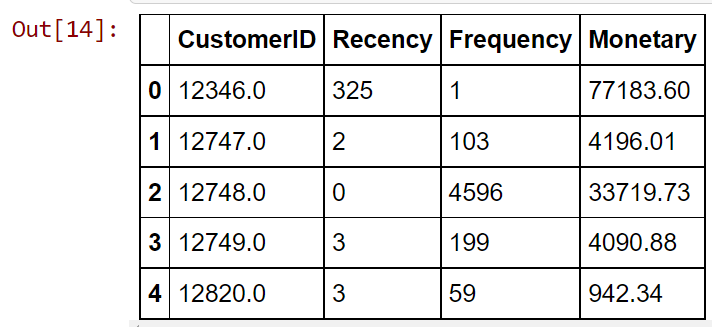 Out[14]:
CustomerID Recency Frequency Monetary
0 12346.0 325 1 77183.60
1 12747.0 2 103 4196.01
2 12748.0 0 4596 33719.73
3 12749.0 3 199 4090.88
4 12820.0 3 59 942.34